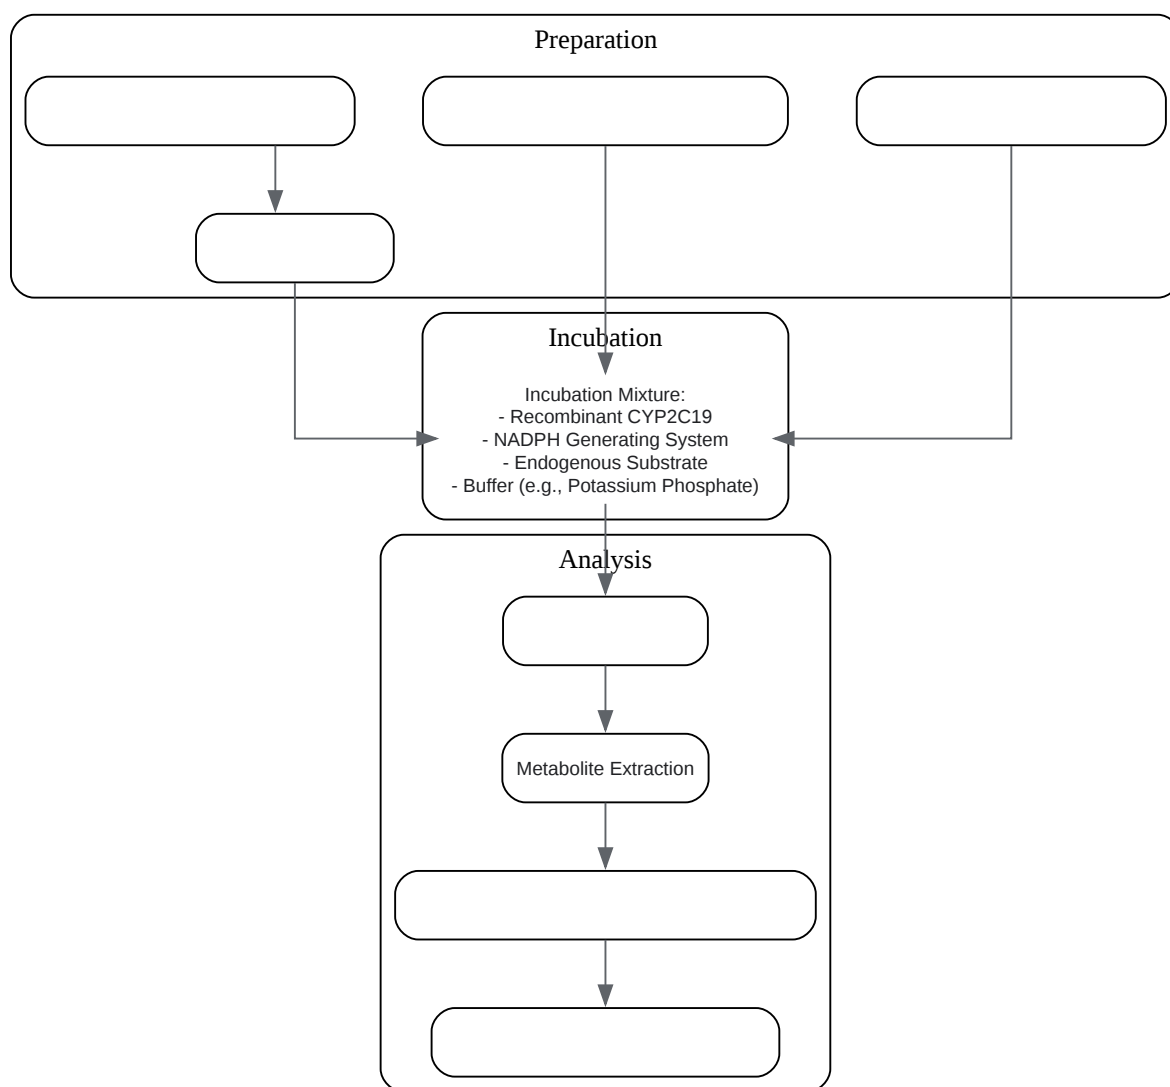 Preparation
Incubation
Incubation Mixture:
- Recombinant CYP2C19
- NADPH Generating System
- Endogenous Substrate
- Buffer (e.g., Potassium Phosphate)
Analysis
Metabolite Extraction